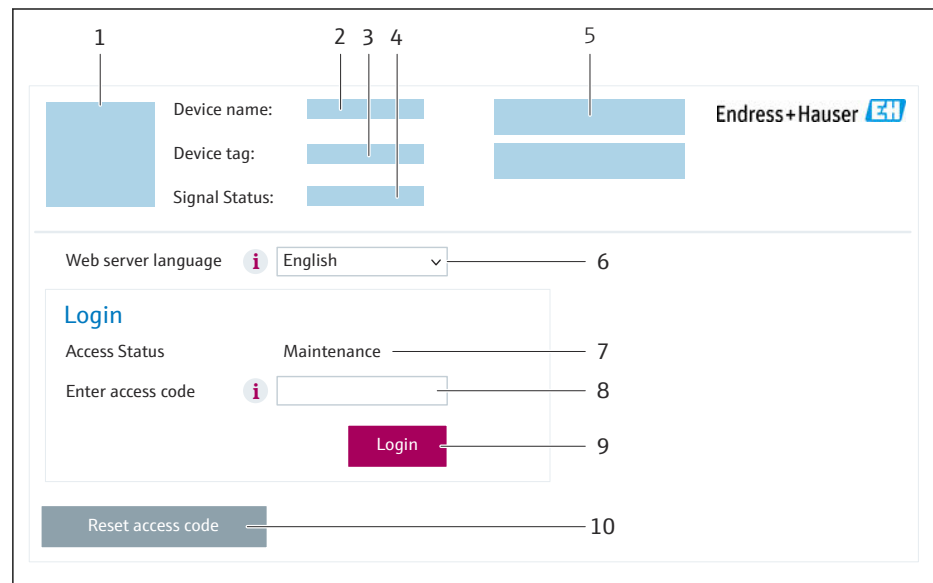 1 2 3 4 5
Device name:
Endress+Hauser EH
Device tag:
Signal Status:
Web server language i English 6
Login
Access Status Maintenance 7
Enter access code i 8
Login 9
Reset access code 10